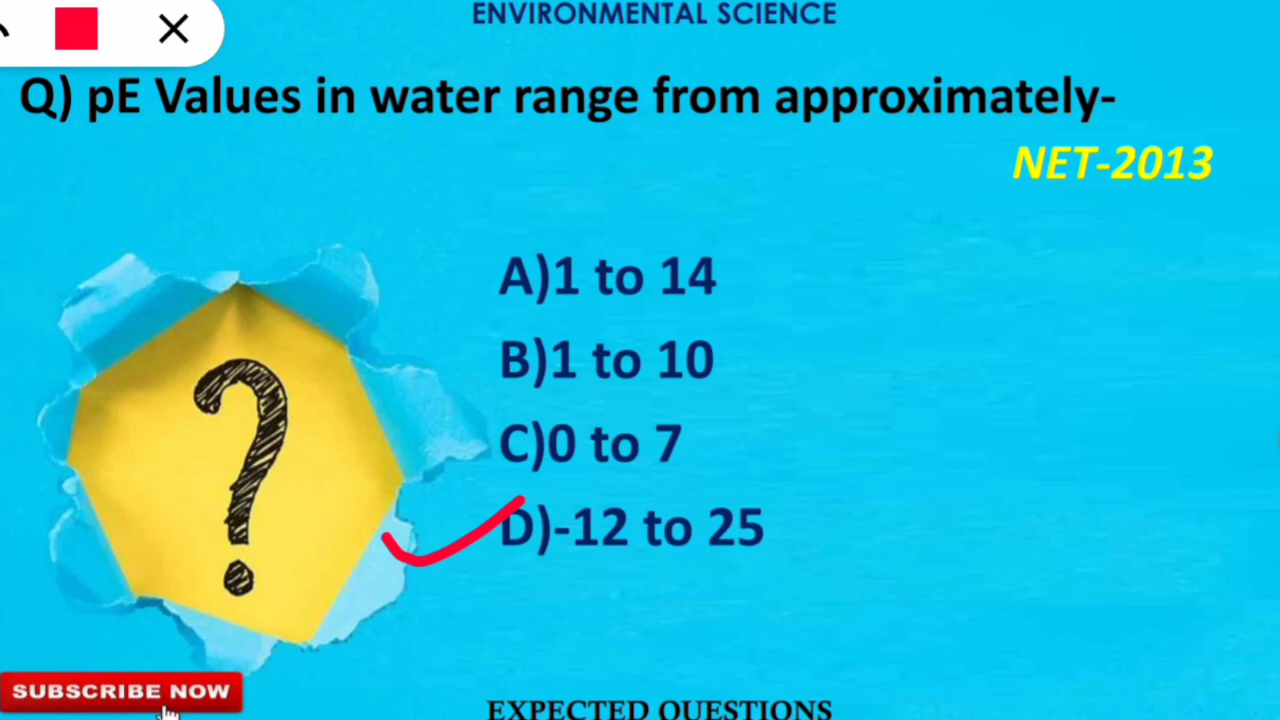 ENVIRONMENTAL SCIENCE
Q) pE Values in water range from approximately-
NET-2013
A)1 to 14
B)1 to 10
C)0 to 7
D)-12 to 25
SUBSCRIBE NOW
EXPECTED QUESTIONS